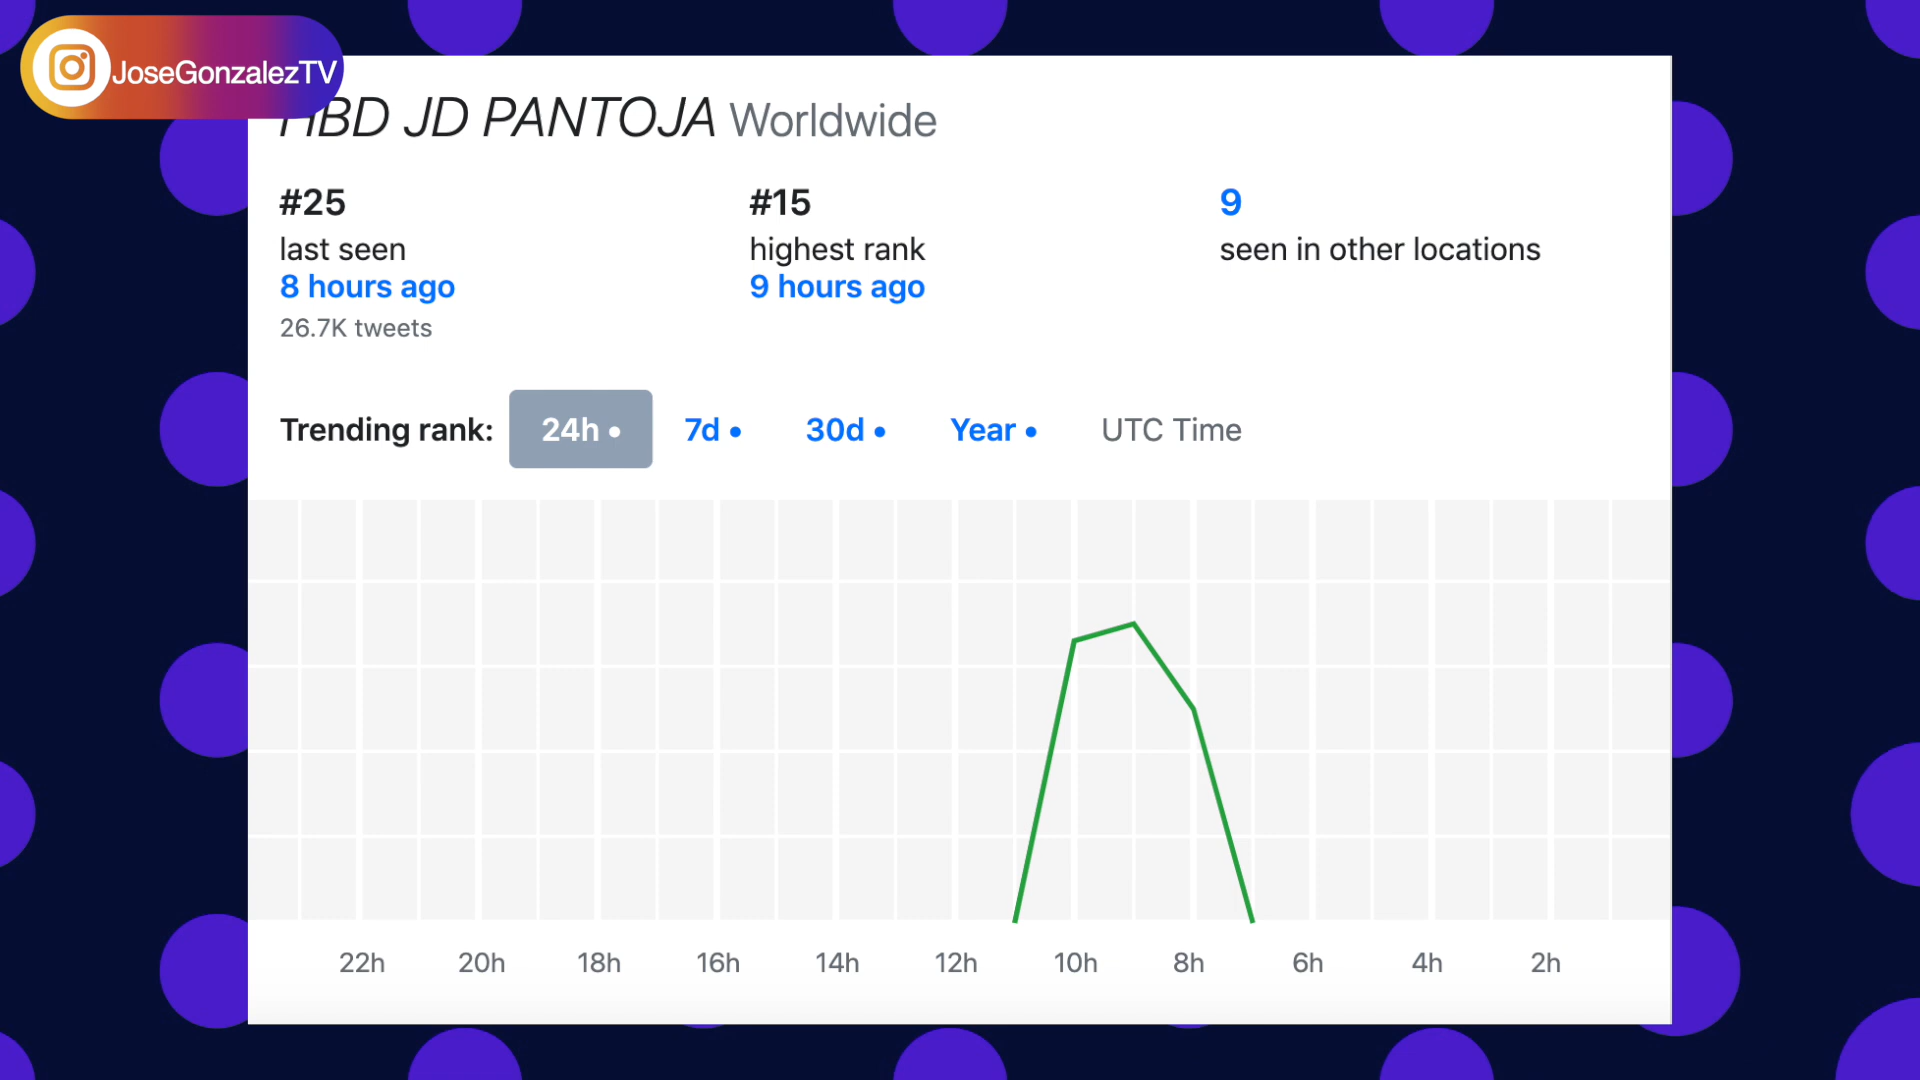 JoseGonzalezTV
HBD JD PANTOJA Worldwide
#25
last seen
8 hours ago
26.7K tweets
#15
highest rank
9 hours ago
9
seen in other locations
Trending rank: 24h • 7d • 30d • Year • UTC Time
22h 20h 18h 16h 14h 12h 10h 8h 6h 4h 2h